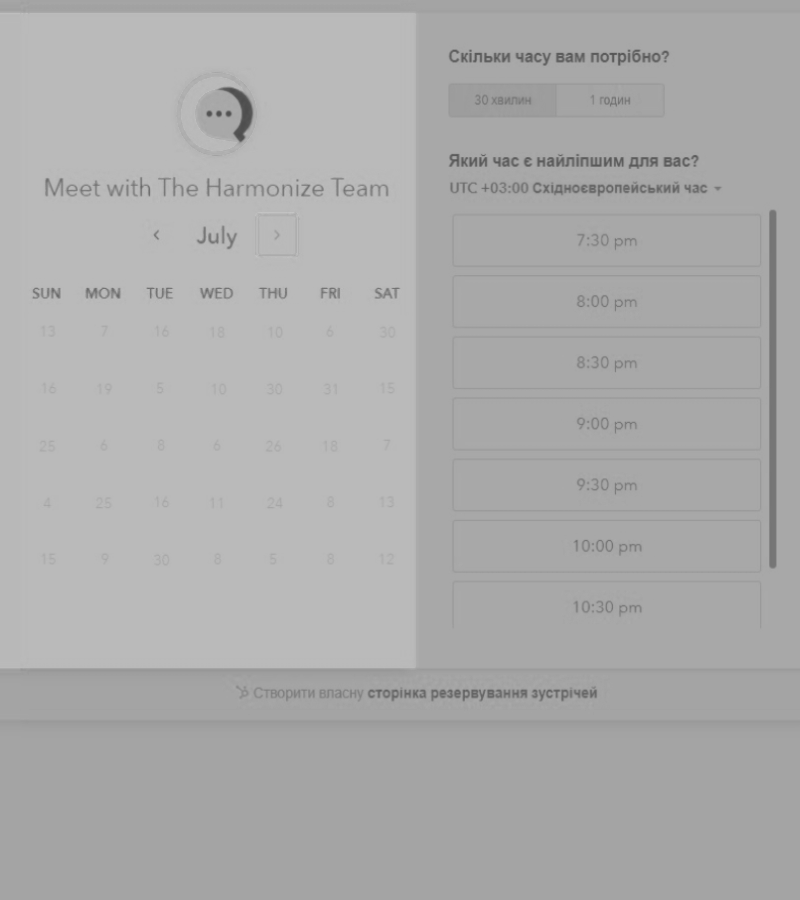 Meet with The Harmonize Team
July
SUN MON TUE WED THU FRI SAT
13 7 16 18 10 6 30
16 19 5 10 30 31 15
25 6 8 6 26 18 7
4 25 16 11 24 8 13
15 9 30 8 5 8 12
Скільки часу вам потрібно?
30 хвилин 1 годин
Який час є найліпшим для вас?
UTC +03:00 Східноєвропейський час
7:30 pm
8:00 pm
8:30 pm
9:00 pm
9:30 pm
10:00 pm
10:30 pm
Створити власну сторінка резервування зустрічей